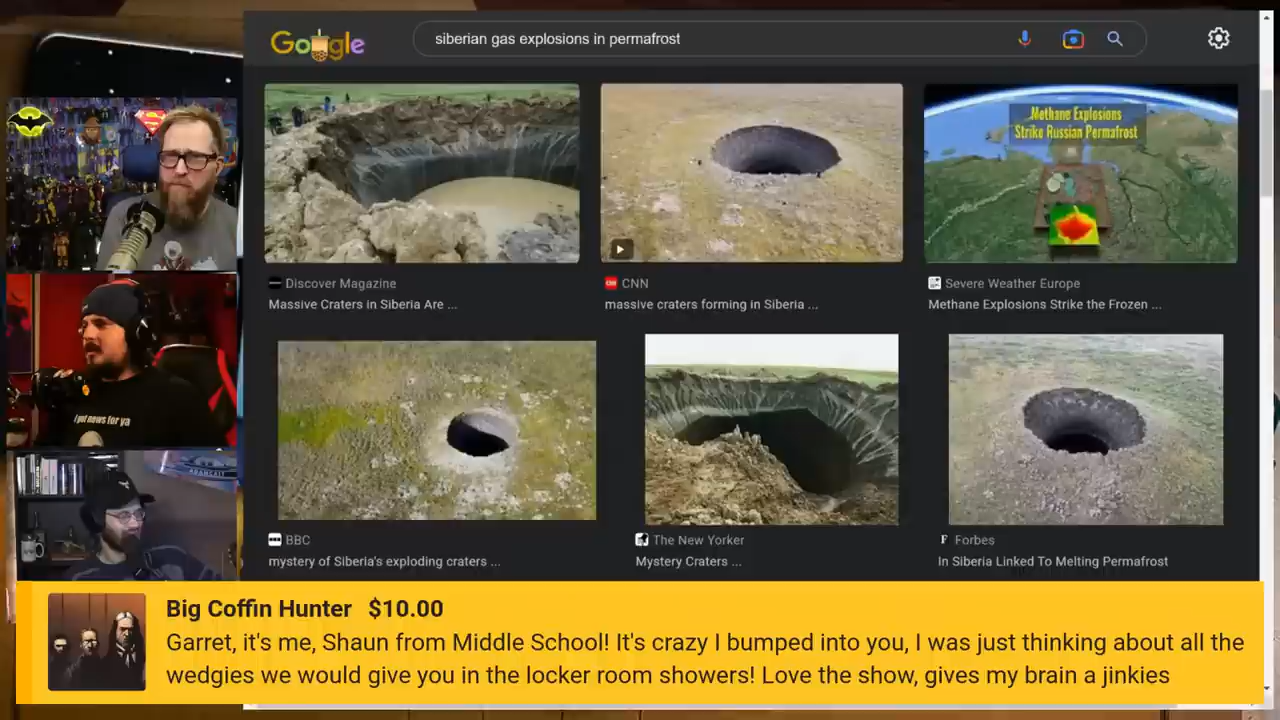 Google
siberian gas explosions in permafrost
Methane Explosions
Strike Russian Permafrost
Discover Magazine
Massive Craters in Siberia Are ...
CNN
massive craters forming in Siberia ...
Severe Weather Europe
Methane Explosions Strike the Frozen ...
I got news for ya
BBC
mystery of Siberia's exploding craters ...
The New Yorker
Mystery Craters ...
Forbes
In Siberia Linked To Melting Permafrost
Big Coffin Hunter $10.00
Garret, it's me, Shaun from Middle School! It's crazy I bumped into you, I was just thinking about all the
wedgies we would give you in the locker room showers! Love the show, gives my brain a jinkies